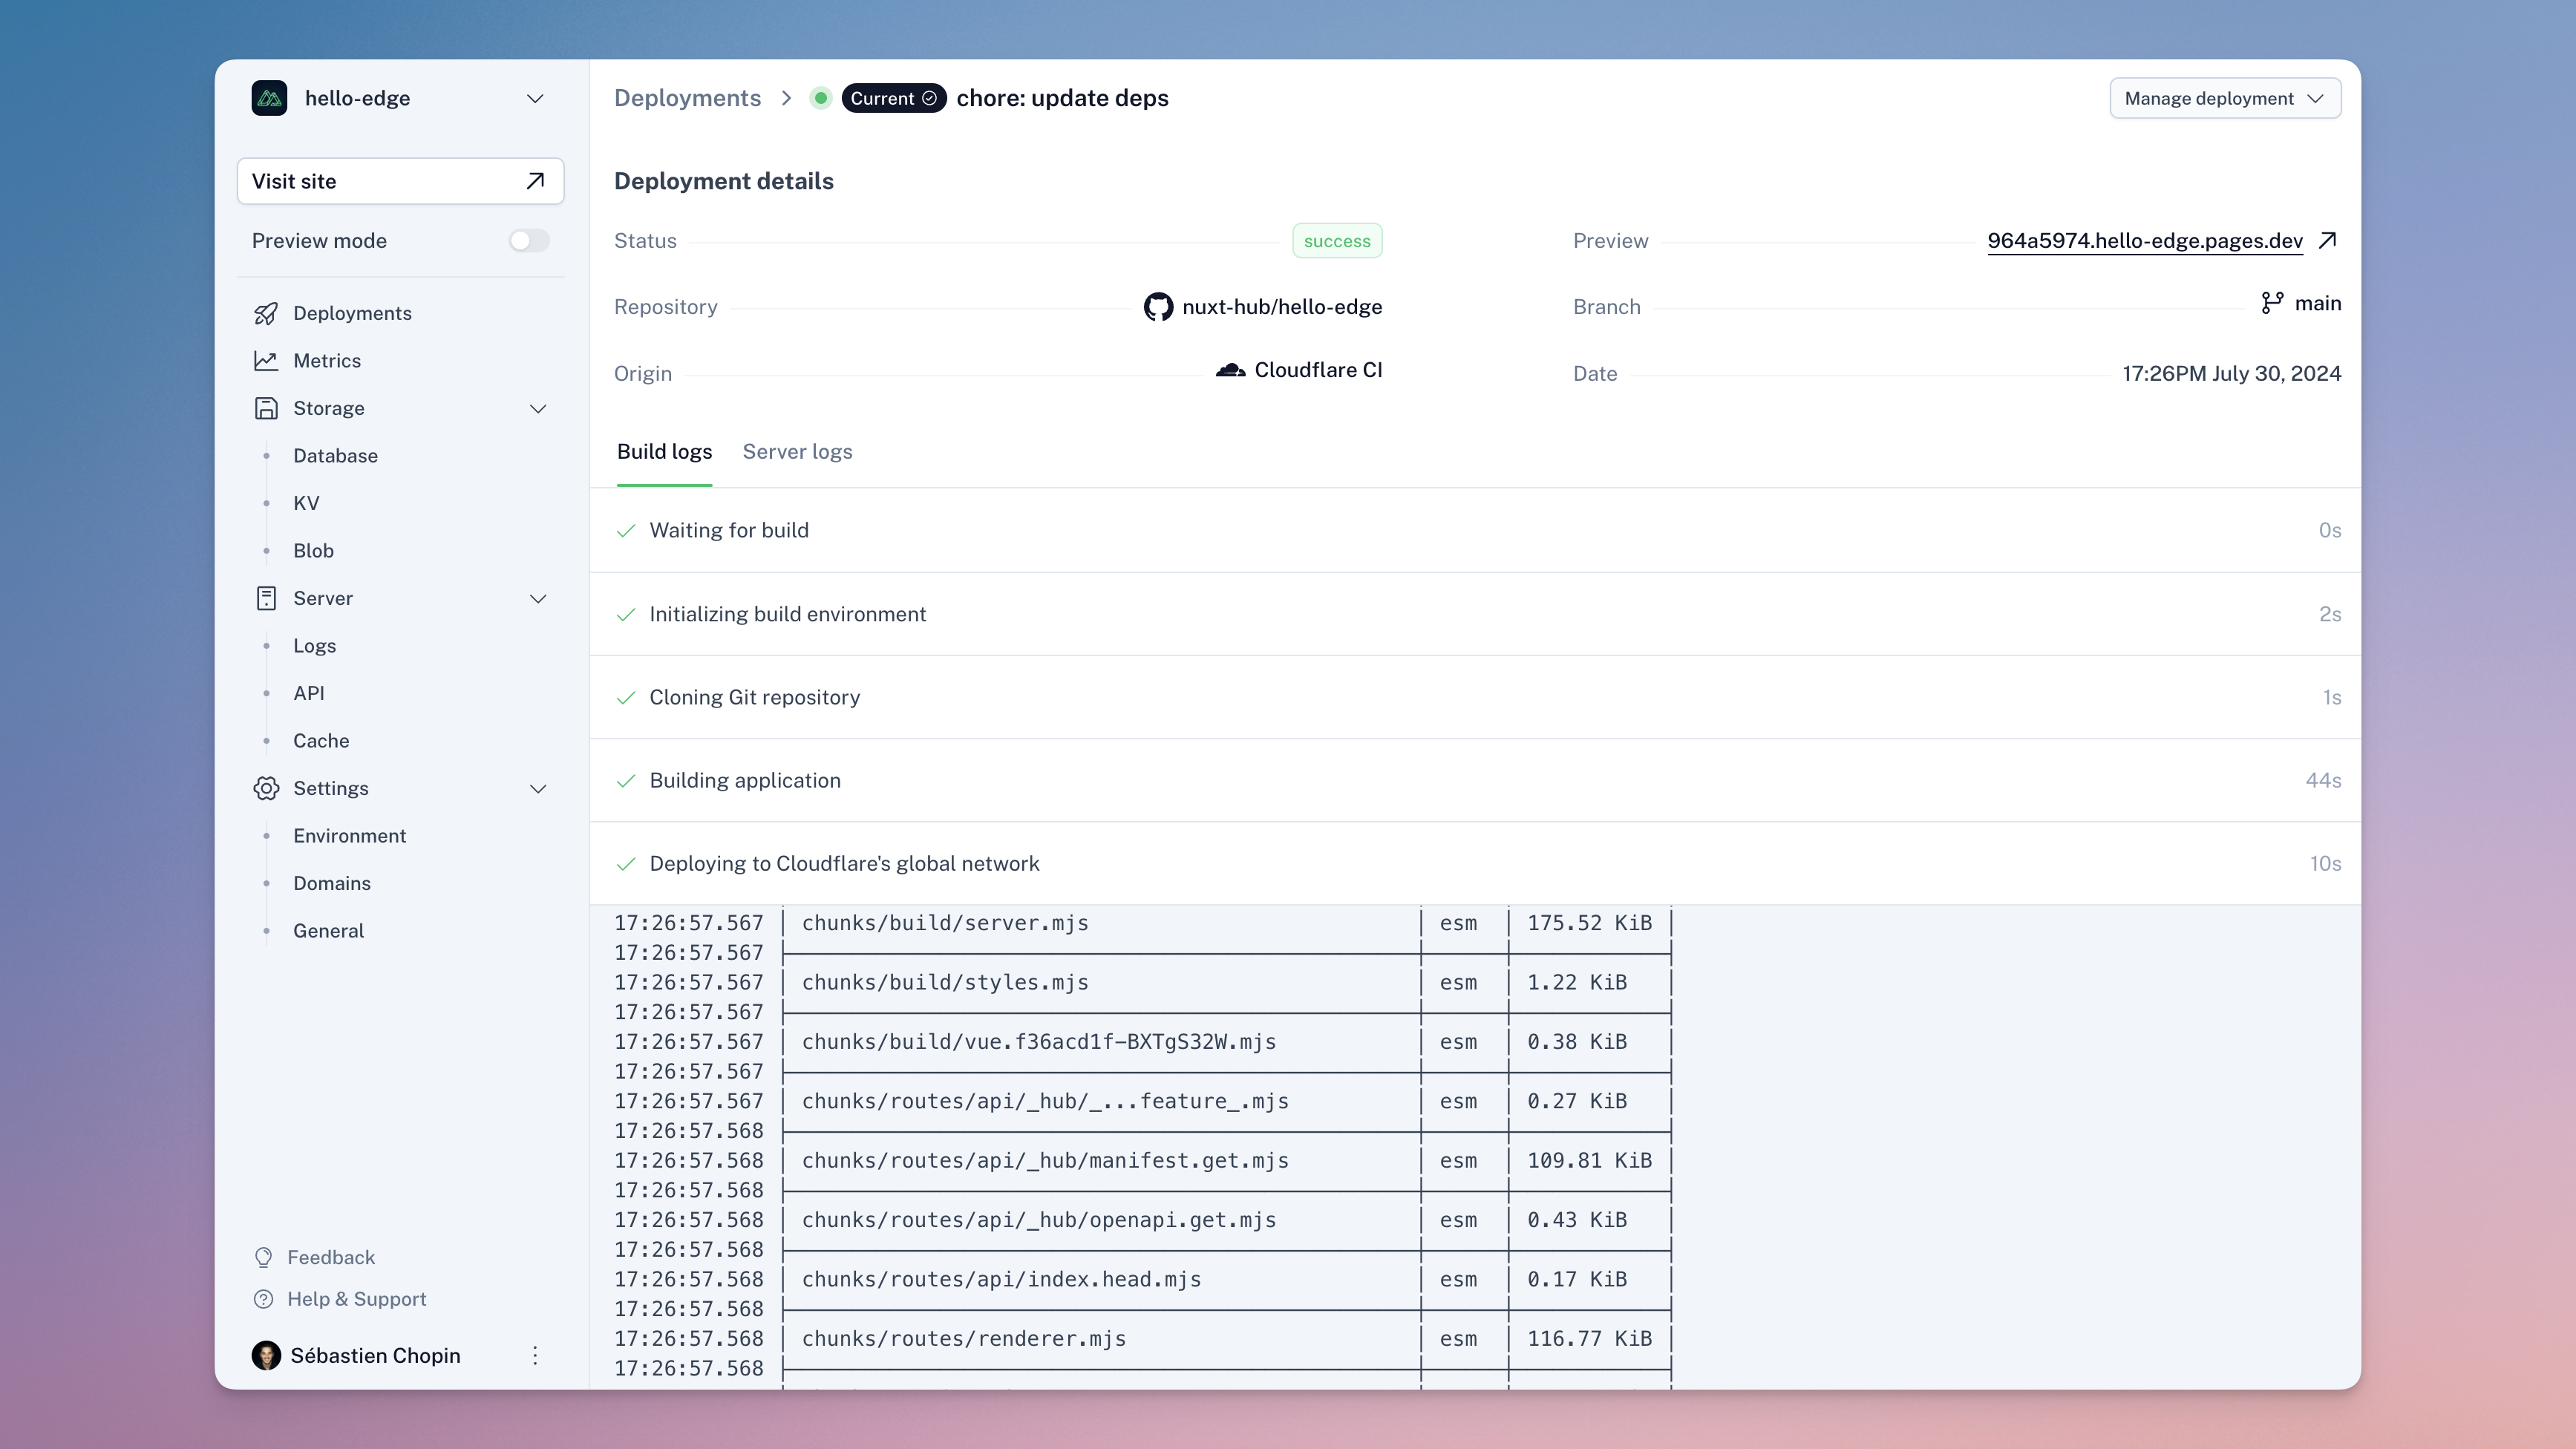 hello-edge
Visit site
Preview mode
Deployments
Metrics
Storage
Database
KV
Blob
Server
Logs
API
Cache
Settings
Environment
Domains
General
Feedback
Help & Support
Sébastien Chopin
Deployments Current chore: update deps
Manage deployment
Deployment details
Status success
Preview 964a5974.hello-edge.pages.dev
Repository nuxt-hub/hello-edge
Branch main
Origin Cloudflare CI
Date 17:26PM July 30, 2024
Build logs Server logs
Waiting for build 0s
Initializing build environment 2s
Cloning Git repository 1s
Building application 44s
Deploying to Cloudflare's global network 10s
17:26:57.567 | chunks/build/server.mjs | esm | 175.52 KiB |
17:26:57.567
17:26:57.567 | chunks/build/styles.mjs | esm | 1.22 KiB |
17:26:57.567
17:26:57.567 | chunks/build/vue.f36acd1f-BXTgS32W.mjs | esm | 0.38 KiB |
17:26:57.567
17:26:57.567 | chunks/routes/api/_hub/_...feature_.mjs | esm | 0.27 KiB |
17:26:57.568
17:26:57.568 | chunks/routes/api/_hub/manifest.get.mjs | esm | 109.81 KiB |
17:26:57.568
17:26:57.568 | chunks/routes/api/_hub/openapi.get.mjs | esm | 0.43 KiB |
17:26:57.568
17:26:57.568 | chunks/routes/api/index.head.mjs | esm | 0.17 KiB |
17:26:57.568
17:26:57.568 | chunks/routes/renderer.mjs | esm | 116.77 KiB |
17:26:57.568